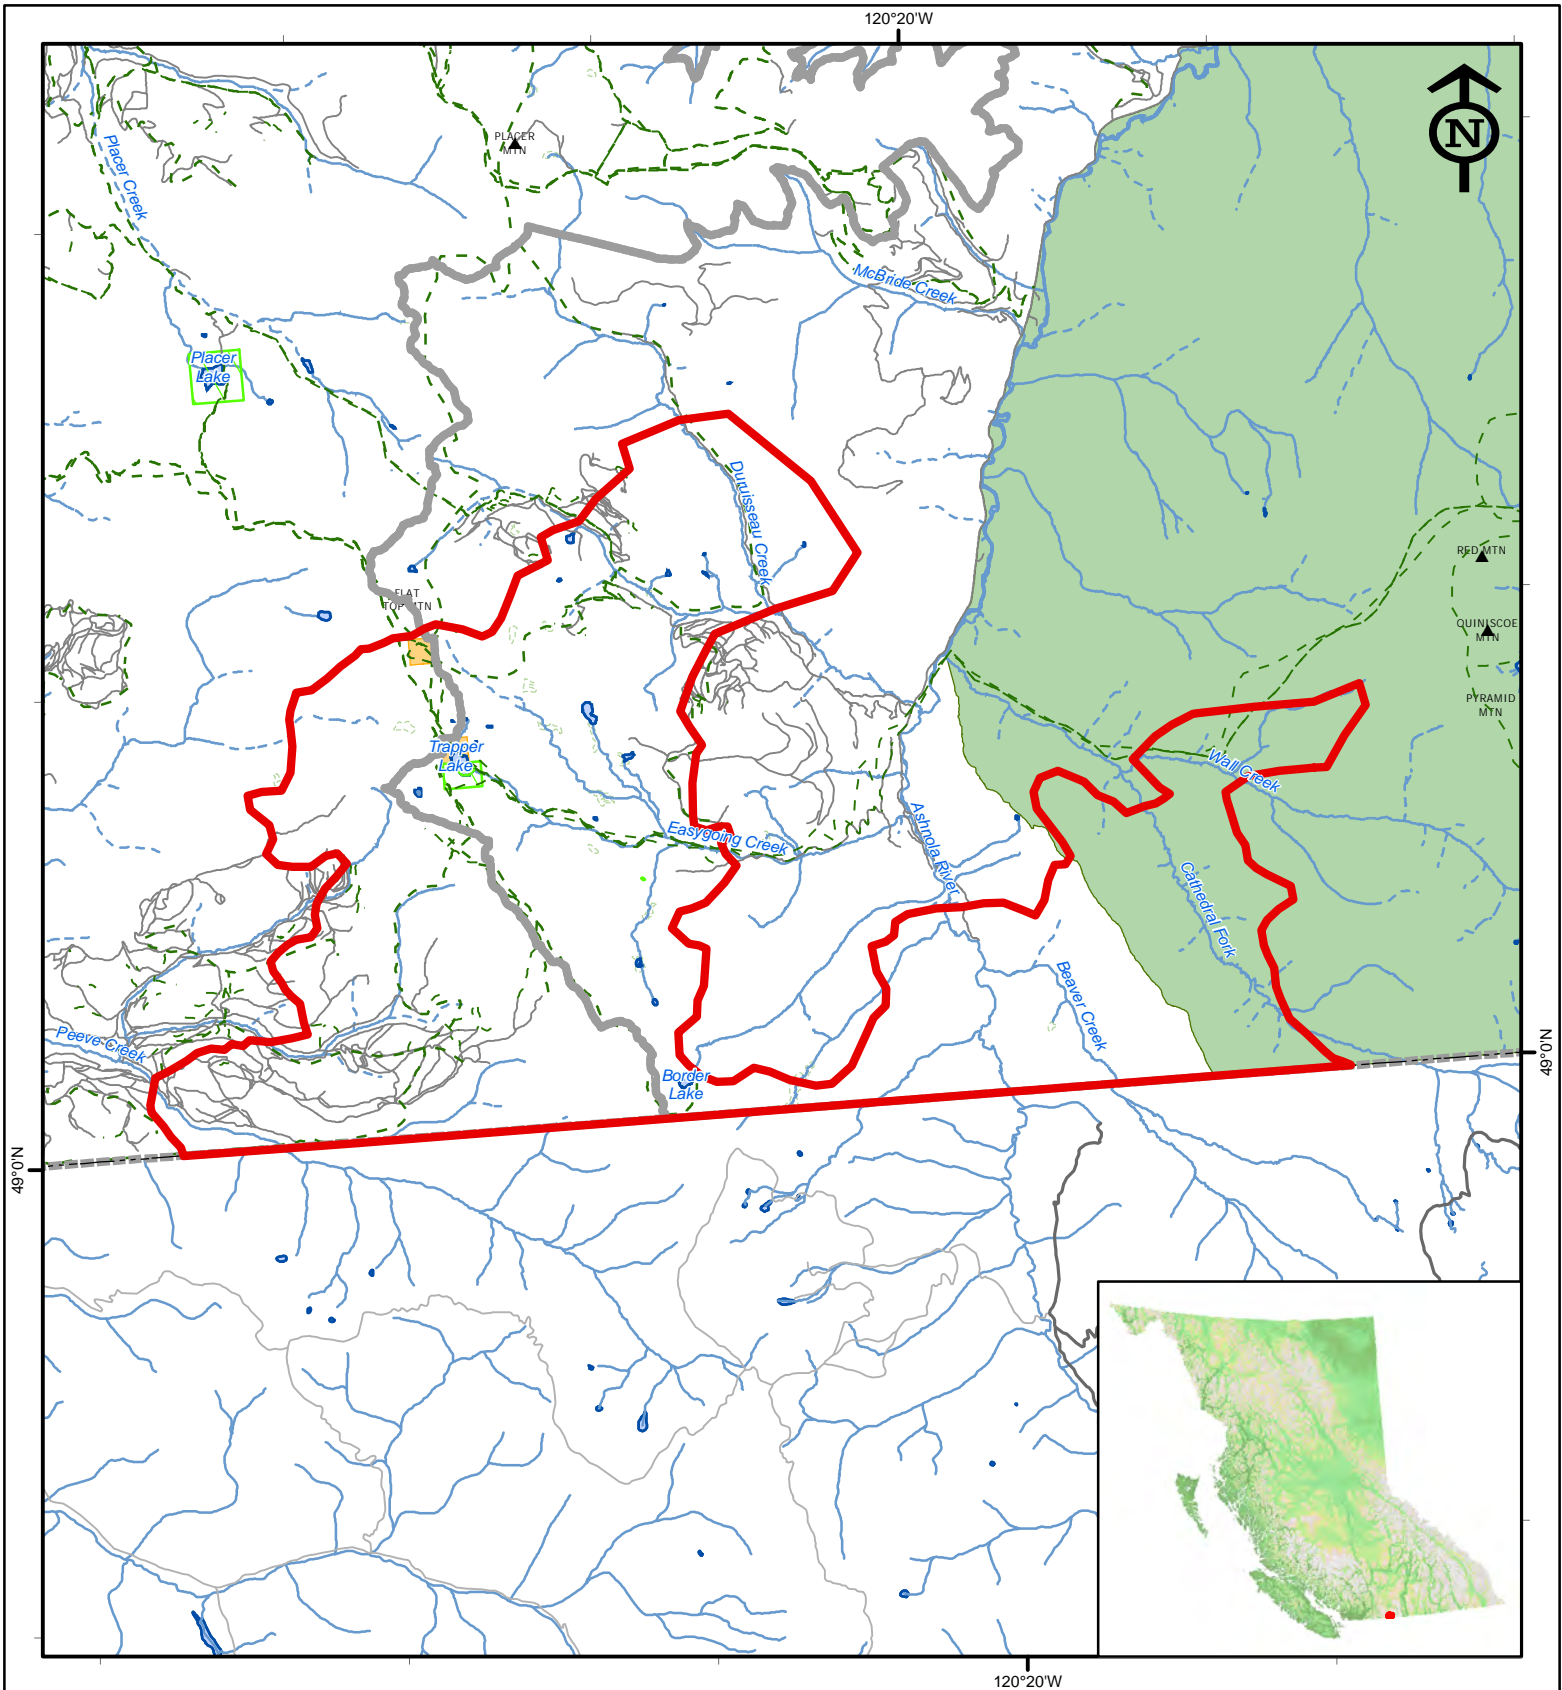 120°20'W
N
PLACER
MTN
Placer Creek
McBride Creek
Placer
Lake
Duruisseau Creek
RED MTN
FLAT
TOP MTN
QUINISCOE
MTN
PYRAMID
MTN
Trapper
Lake
Wall Creek
Easygoing Creek
Ashnola River
Cathedral Fork
Beaver Creek
Peeve Creek
Border
Lake
49°0'N
49°0'N
120°20'W